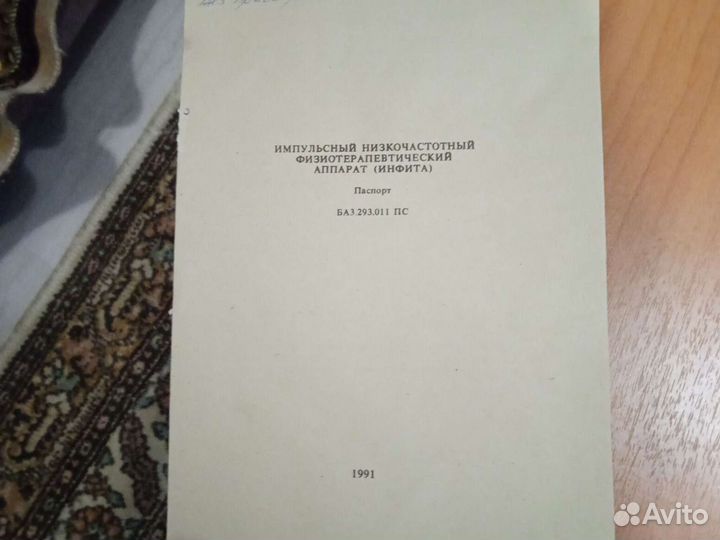 ИМПУЛЬСНЫЙ НИЗКОЧАСТОТНЫЙ
ФИЗИОТЕРАПЕВТИЧЕСКИЙ
АППАРАТ (ИНФИТА)
Паспорт
БА3.293.011 ПС
1991
Avito